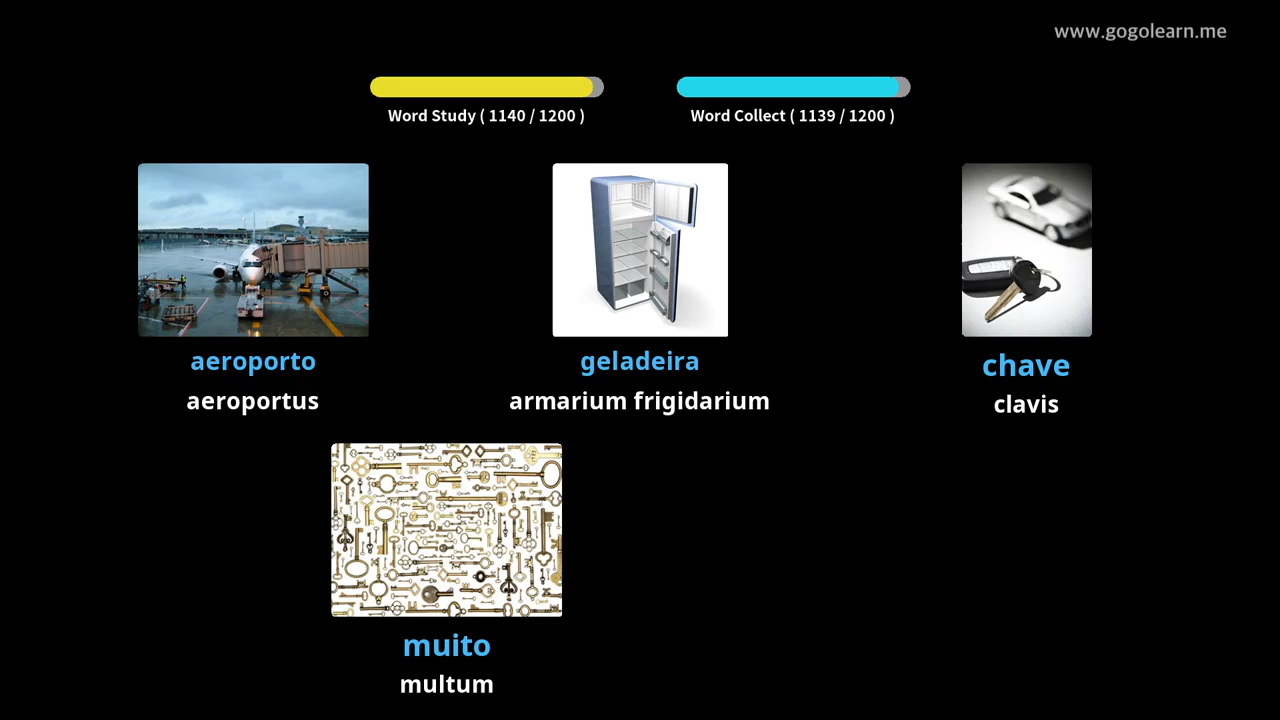 www.gogolearn.me
Word Study ( 1140 / 1200 )
Word Collect ( 1139 / 1200 )
aeroporto
aeroportus
geladeira
armarium frigidarium
chave
clavis
muito
multum